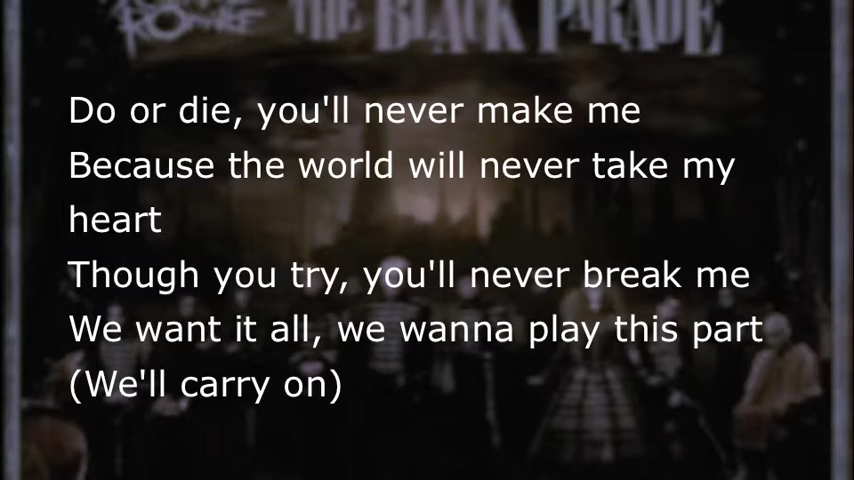 THE BLACK PARADE
Do or die, you'll never make me
Because the world will never take my
heart
Though you try, you'll never break me
We want it all, we wanna play this part
(We'll carry on)